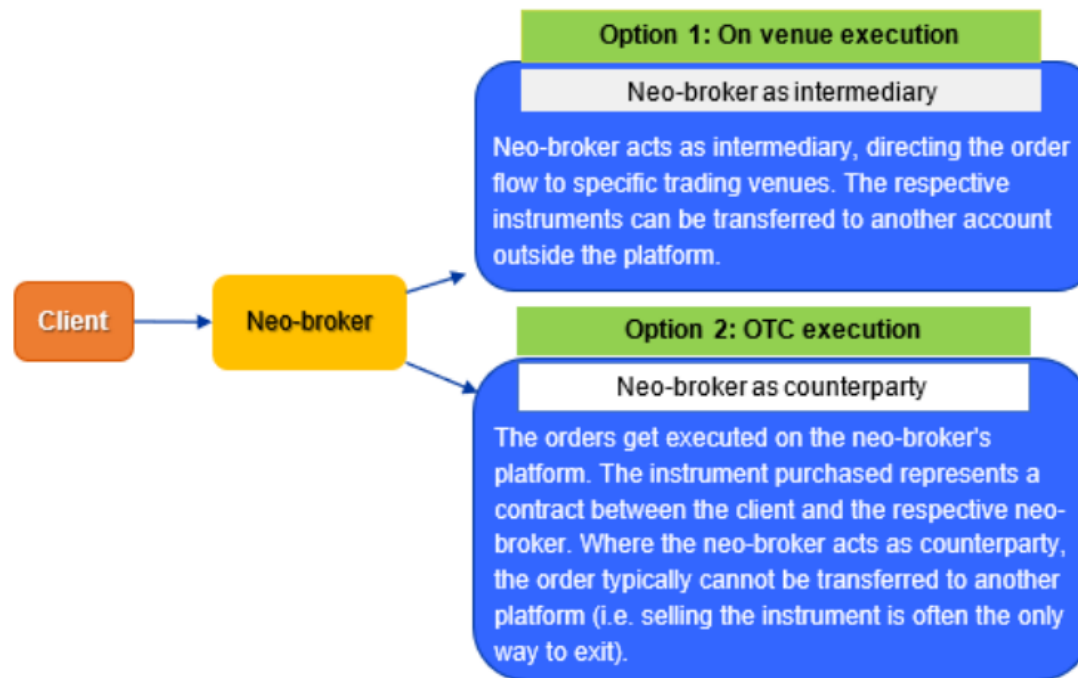 Option 1: On venue execution
Neo-broker as intermediary
Neo-broker acts as intermediary, directing the order
flow to specific trading venues. The respective
instruments can be transferred to another account
outside the platform.
Client
Neo-broker
Option 2: OTC execution
Neo-broker as counterparty
The orders get executed on the neo-broker's
platform. The instrument purchased represents a
contract between the client and the respective neo-
broker. Where the neo-broker acts as counterparty,
the order typically cannot be transferred to another
platform (i.e. selling the instrument is often the only
way to exit).